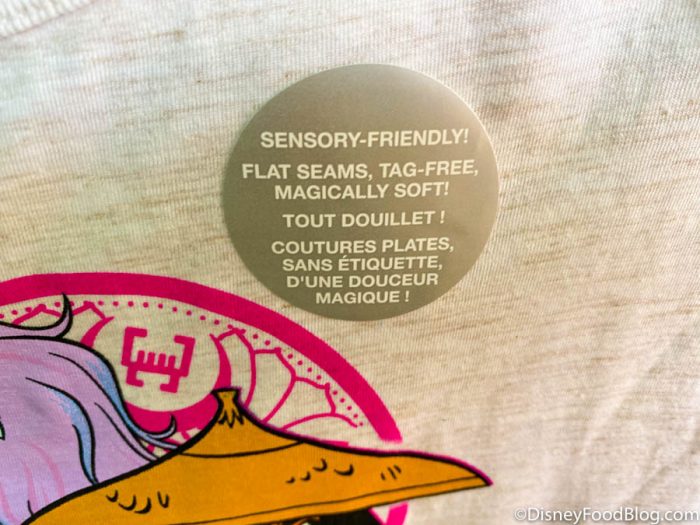 SENSORY-FRIENDLY!
FLAT SEAMS, TAG-FREE,
MAGICALLY SOFT!
TOUT DOUILLET !
COUTURES PLATES,
SANS ÉTIQUETTE,
D'UNE DOUCEUR
MAGIQUE !
©DisneyFoodBlog.com